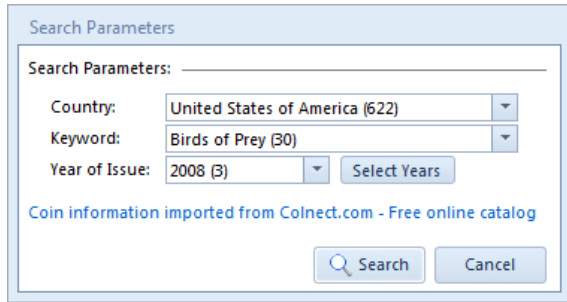 Search Parameters
Search Parameters:
Country: United States of America (622)
Keyword: Birds of Prey (30)
Year of Issue: 2008 (3) Select Years
Coin information imported from Colnect.com - Free online catalog
Search Cancel